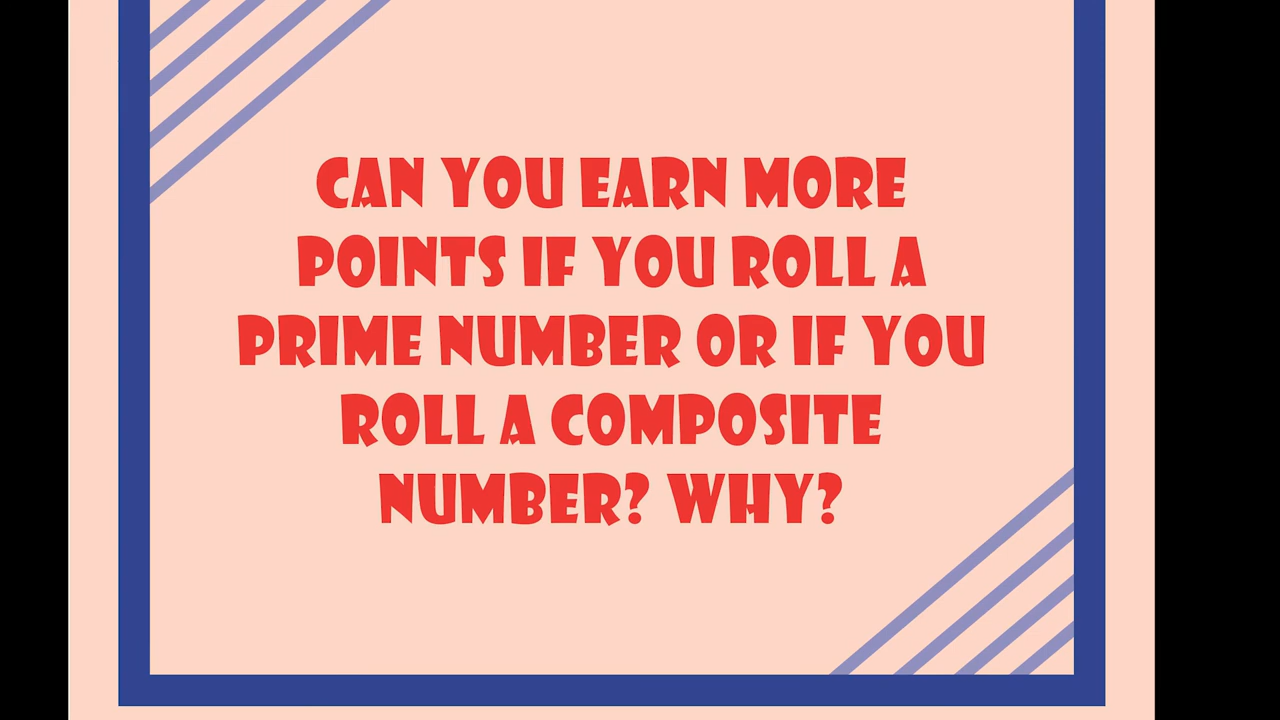 CAN YOU EARN MORE
POINTS IF YOU ROLL A
PRIME NUMBER OR IF YOU
ROLL A COMPOSITE
NUMBER? WHY?